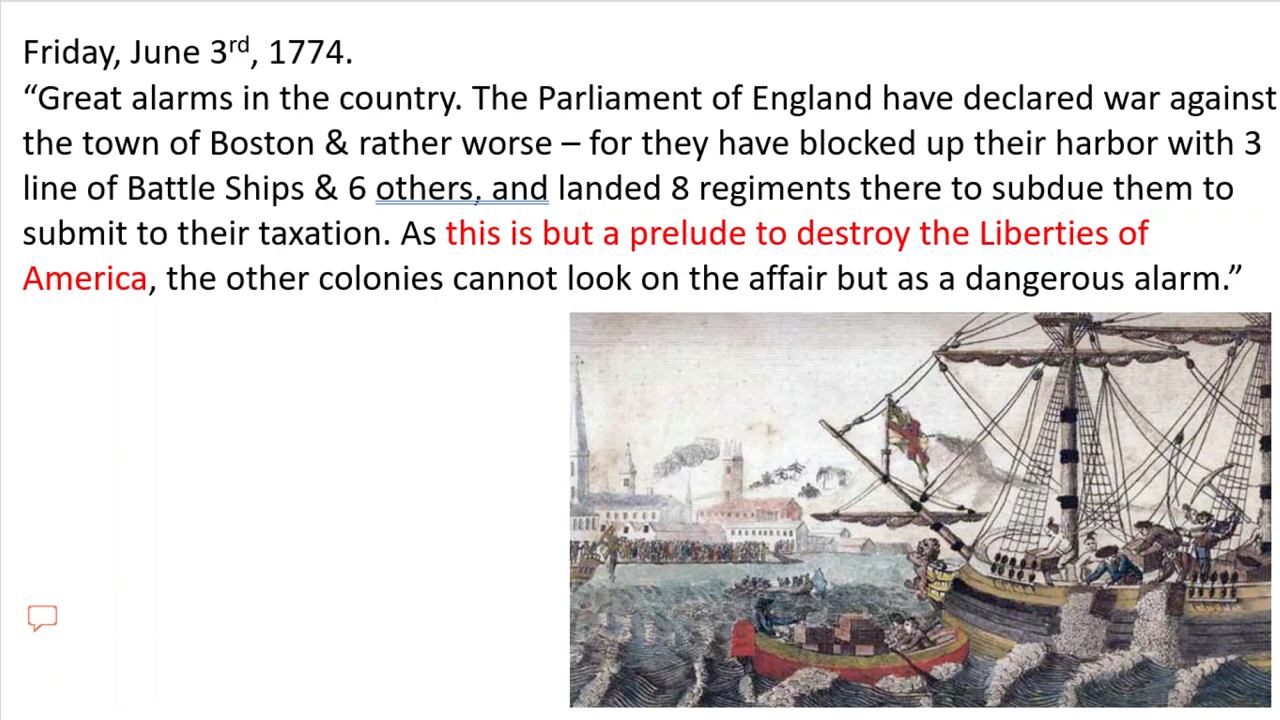 Friday, June 3rd, 1774.
“Great alarms in the country. The Parliament of England have declared war against
the town of Boston & rather worse – for they have blocked up their harbor with 3
line of Battle Ships & 6 others, and landed 8 regiments there to subdue them to
submit to their taxation. As this is but a prelude to destroy the Liberties of
America, the other colonies cannot look on the affair but as a dangerous alarm.”